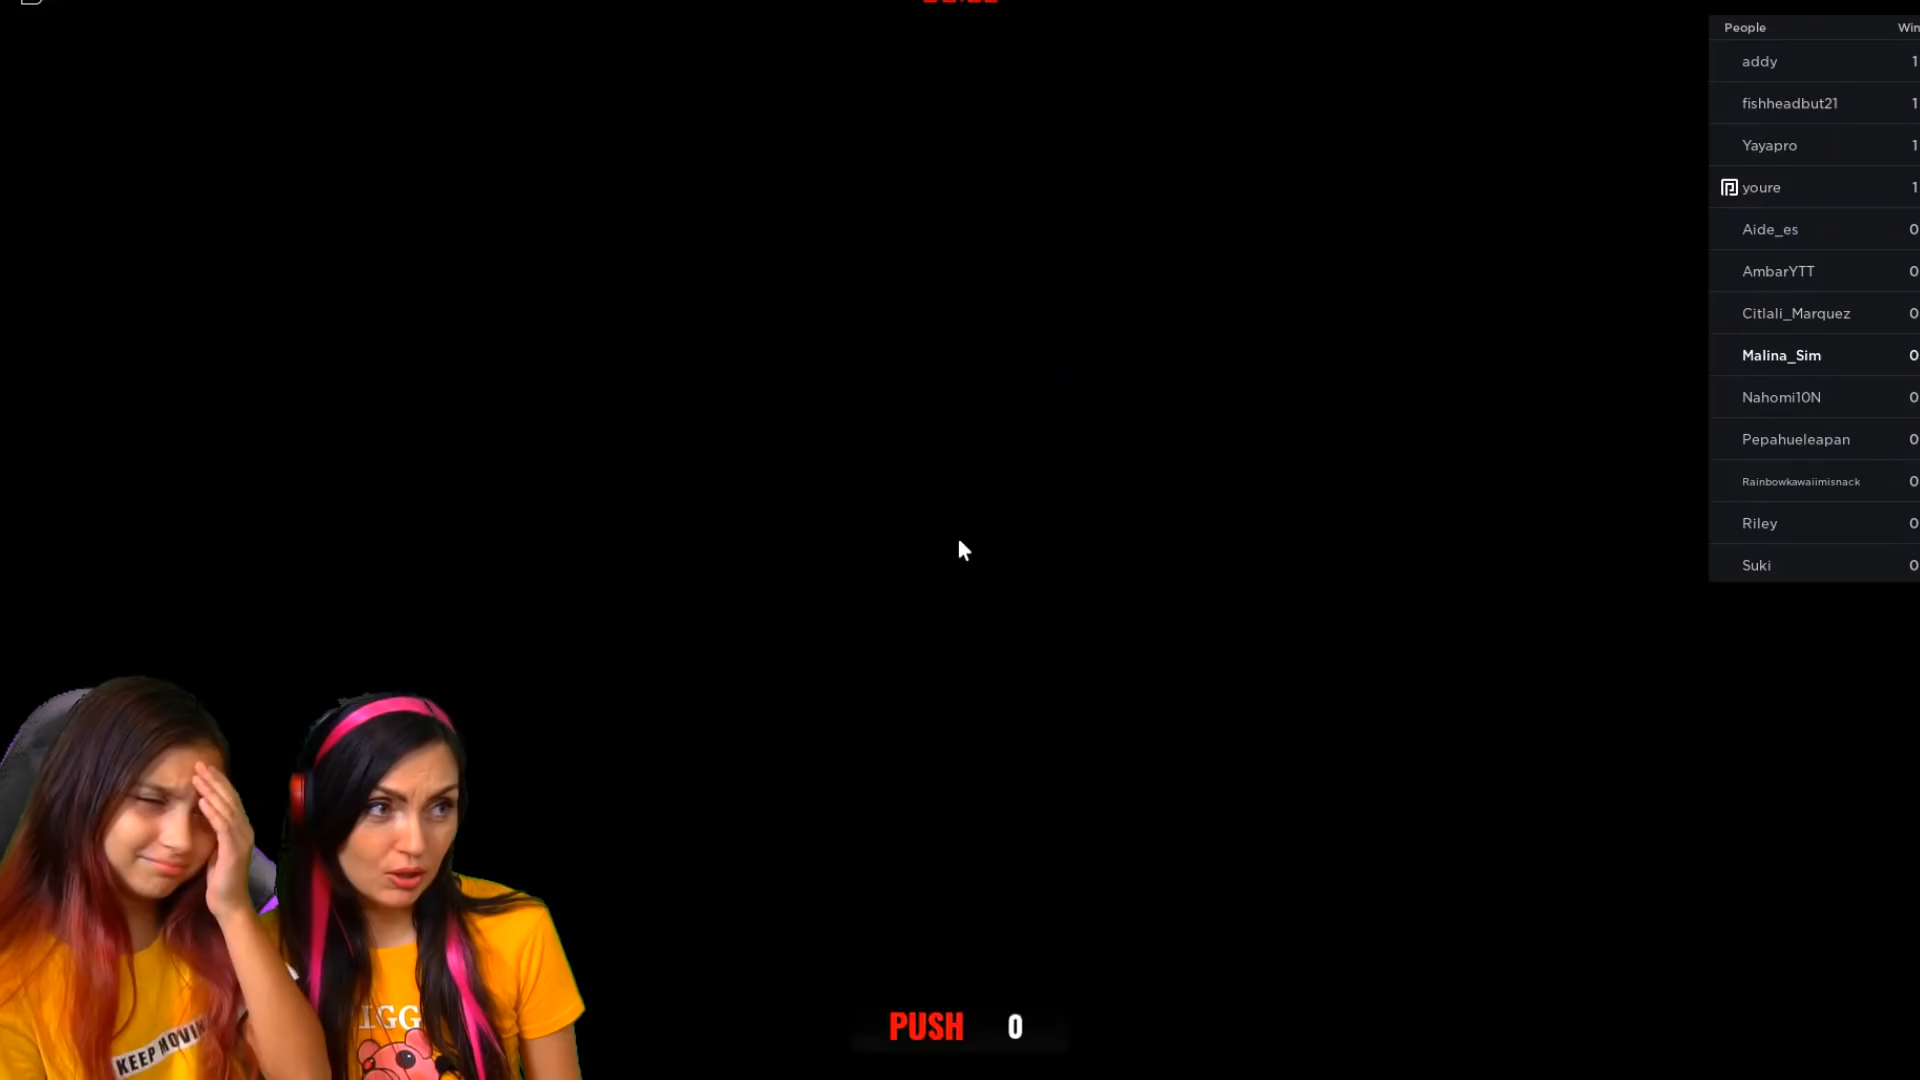 People Win
addy 1
fishheadbut21 1
Yayapro 1
youre 1
Aide_es 0
AmbarYTT 0
Citlali_Marquez 0
Malina_Sim 0
Nahomi10N 0
Pepahueleapan 0
Rainbowkawaiimisnack 0
Riley 0
Suki 0
IGG
KEEP MOVIN
PUSH 0